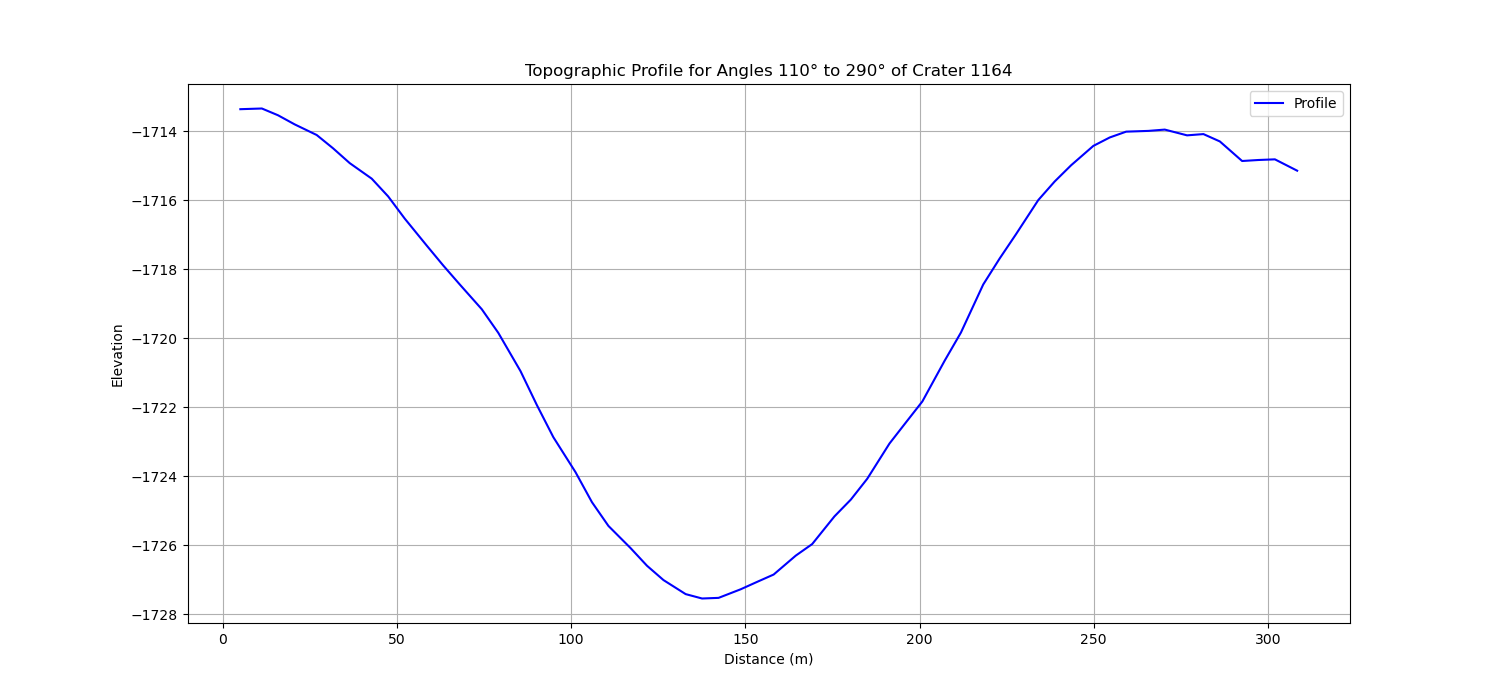 Topographic Profile for Angles 110° to 290° of Crater 1164
Profile
−1714
−1716
−1718
−1720
−1722
−1724
−1726
−1728
Elevation
0 50 100 150 200 250 300
Distance (m)